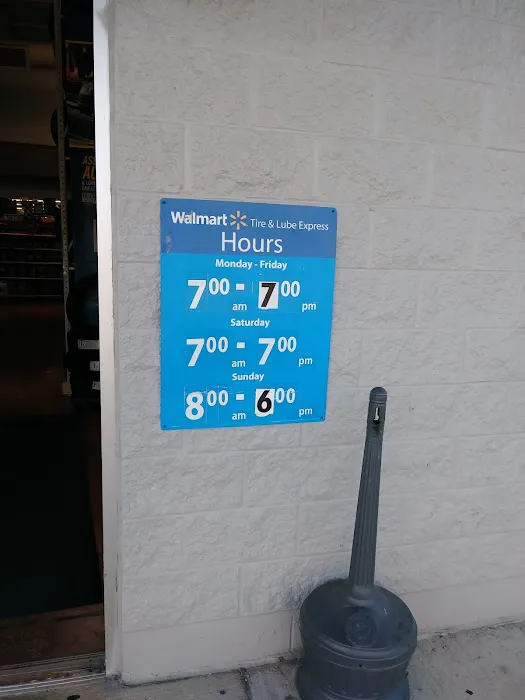 Walmart Tire & Lube Express
Hours
Monday - Friday
7:00 am - 7:00 pm
Saturday
7:00 am - 7:00 pm
Sunday
8:00 am - 6:00 pm